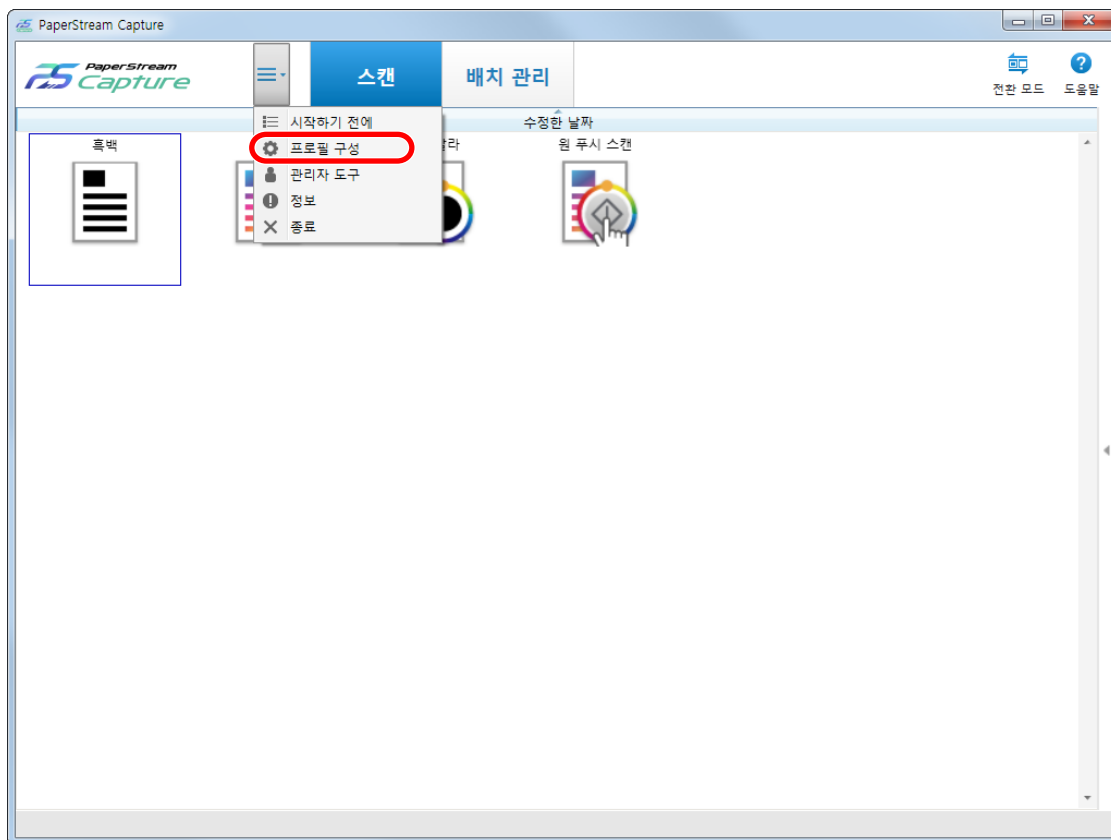 PaperStream Capture
PaperStream
Capture
스캔
배치 관리
전환 모드
도움말
시작하기 전에
프로필 구성
관리자 도구
정보
종료
수정한 날짜
흑백
원 푸시 스캔